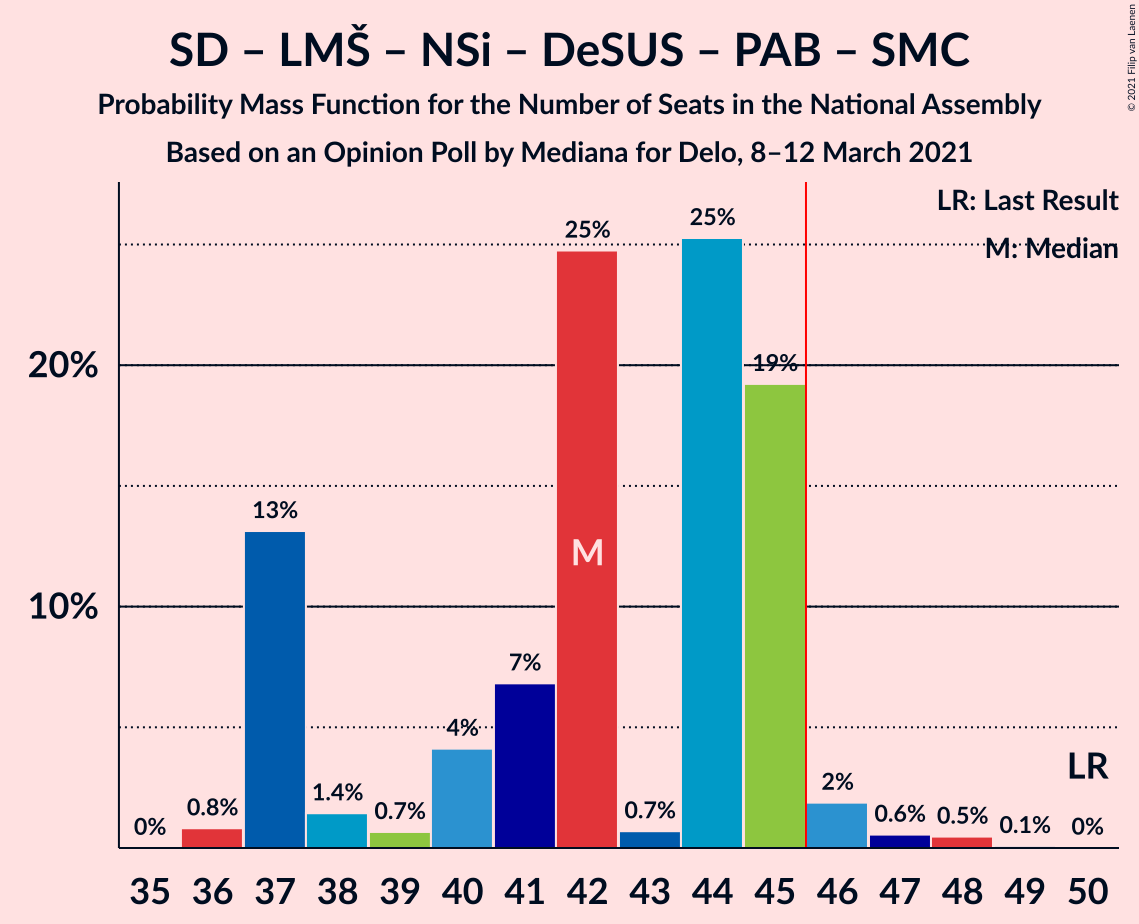 SD – LMŠ – NSi – DeSUS – PAB – SMC
Probability Mass Function for the Number of Seats in the National Assembly
Based on an Opinion Poll by Mediana for Delo, 8–12 March 2021
© 2021 Filip van Laenen
LR: Last Result
M: Median
20%
10%
0%
0.8%
13%
1.4%
0.7%
4%
7%
25%
0.7%
25%
19%
2%
0.6%
0.5%
0.1%
0%
M
LR
35 36 37 38 39 40 41 42 43 44 45 46 47 48 49 50